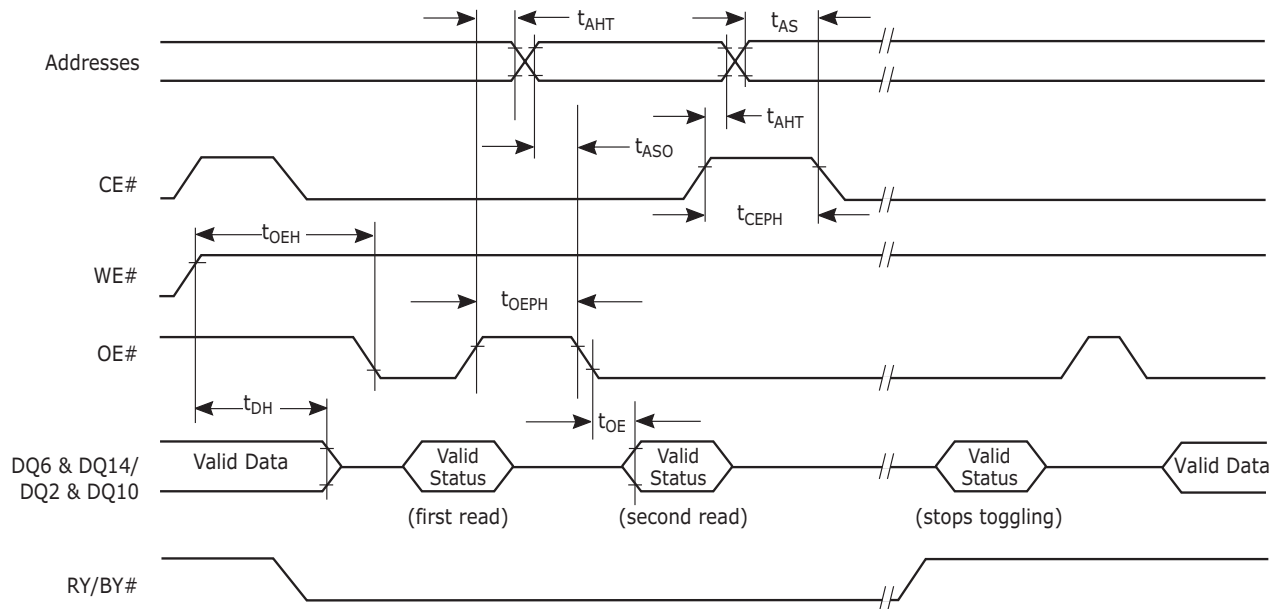 tAHT
tAS
Addresses
tAHT
tASO
CE#
tCEPH
tOEH
WE#
tOEPH
OE#
tDH
tOE
DQ6 & DQ14/
DQ2 & DQ10
Valid Data
Valid
Status
Valid
Status
Valid
Status
Valid Data
(first read)
(second read)
(stops toggling)
RY/BY#